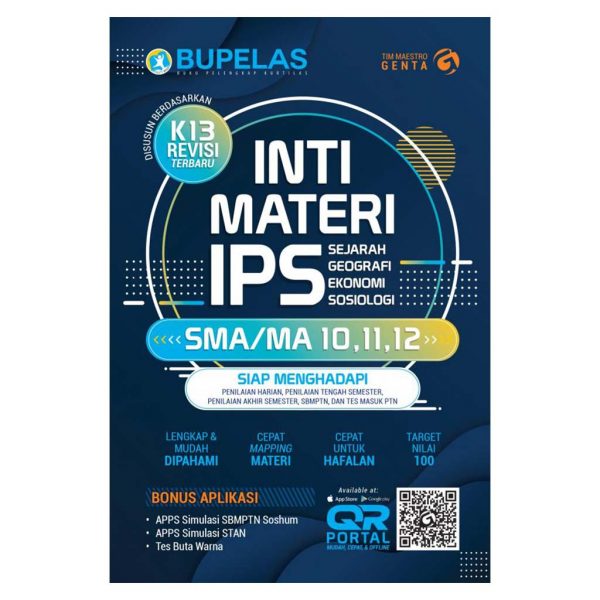 BUPELAS
BUKU PELENGKAP KURTILAS
TIM MAESTRO
GENTA
DISUSUN BERDASARKAN
K13
REVISI
TERBARU
INTI
MATERI
IPS
SEJARAH
GEOGRAFI
EKONOMI
SOSIOLOGI
‹‹‹‹ SMA/MA 10,11,12 ››››
SIAP MENGHADAPI
PENILAIAN HARIAN, PENILAIAN TENGAH SEMESTER,
PENILAIAN AKHIR SEMESTER, SBMPTN, DAN TES MASUK PTN
LENGKAP &
MUDAH
DIPAHAMI
CEPAT
MAPPING
MATERI
CEPAT
UNTUK
HAFALAN
TARGET
NILAI
100
BONUS APLIKASI
• APPS Simulasi SBMPTN Soshum
• APPS Simulasi STAN
• Tes Buta Warna
Available at:
App Store
Google play
QR
PORTAL
MUDAH, CEPAT, & OFFLINE